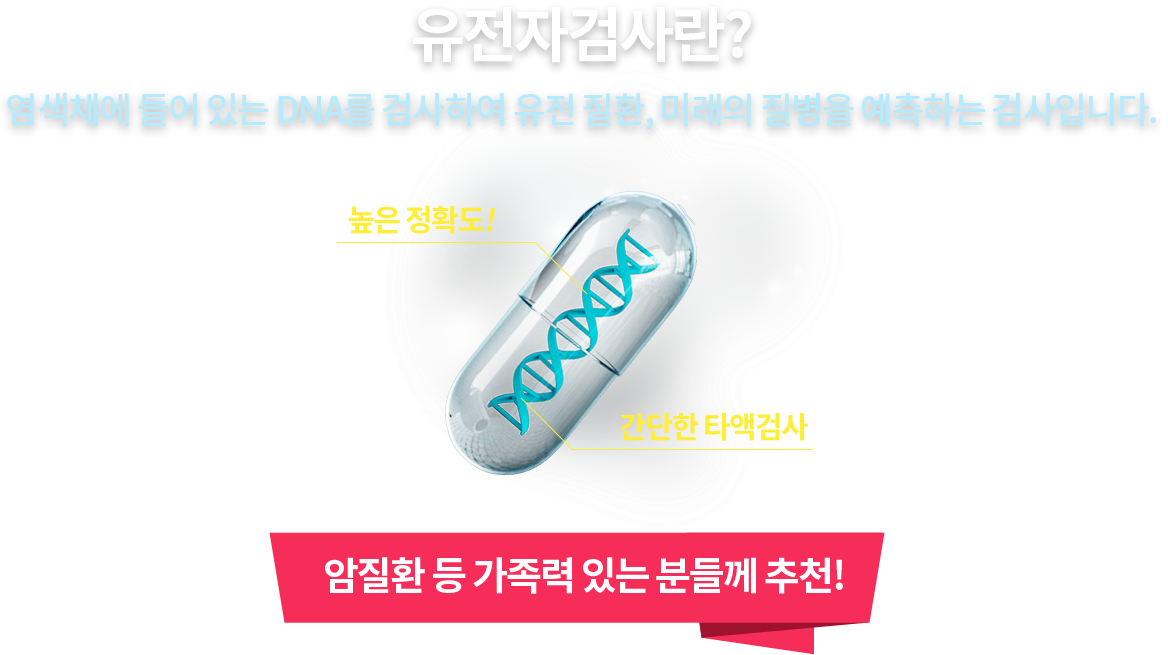 유전자검사란?
염색체에 들어 있는 DNA를 검사하여 유전 질환, 미래의 질병을 예측하는 검사입니다.
높은 정확도!
간단한 타액검사
암질환 등 가족력 있는 분들께 추천!